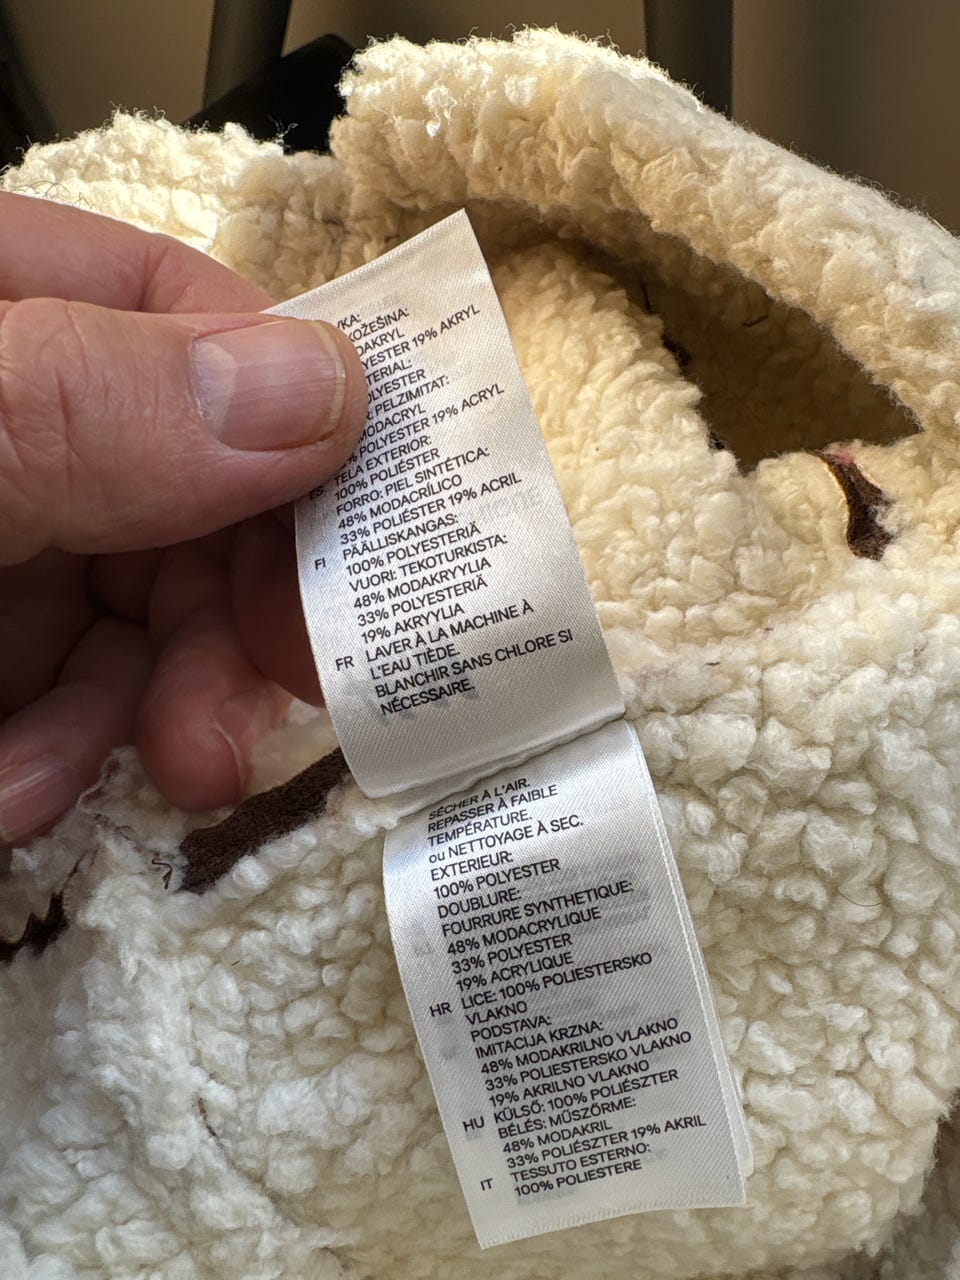 100% POLYESTER 19% AKRYL
PELZIMITAT:
MODACRYL
POLYESTER 19% ACRYL
ES TELA EXTERIOR:
100% POLIÉSTER
FORRO: PIEL SINTÉTICA:
48% MODACRÍLICO
33% POLIÉSTER 19% ACRIL
FI PÄÄLLISKANGAS:
100% POLYESTERIÄ
VUORI: TEKOTURKISTA:
48% MODAKRYYLIA
33% POLYESTERIÄ
19% AKRYYLIA
FR LAVER À LA MACHINE À
L'EAU TIÈDE.
BLANCHIR SANS CHLORE SI
NÉCESSAIRE.
SÉCHER À L'AIR.
REPASSER À FAIBLE
TEMPÉRATURE.
ou NETTOYAGE À SEC.
EXTERIEUR:
100% POLYESTER
DOUBLURE:
FOURRURE SYNTHETIQUE:
48% MODACRYLIQUE
33% POLYESTER
19% ACRYLIQUE
HR LICE: 100% POLIESTERSKO
VLAKNO
PODSTAVA:
IMITACIJA KRZNA:
48% MODAKRILNO VLAKNO
33% POLIESTERSKO VLAKNO
19% AKRILNO VLAKNO
HU KÜLSŐ: 100% POLIÉSZTER
BÉLÉS: MŰSZŐRME:
48% MODAKRIL
33% POLIÉSZTER 19% AKRIL
IT TESSUTO ESTERNO:
100% POLIESTERE